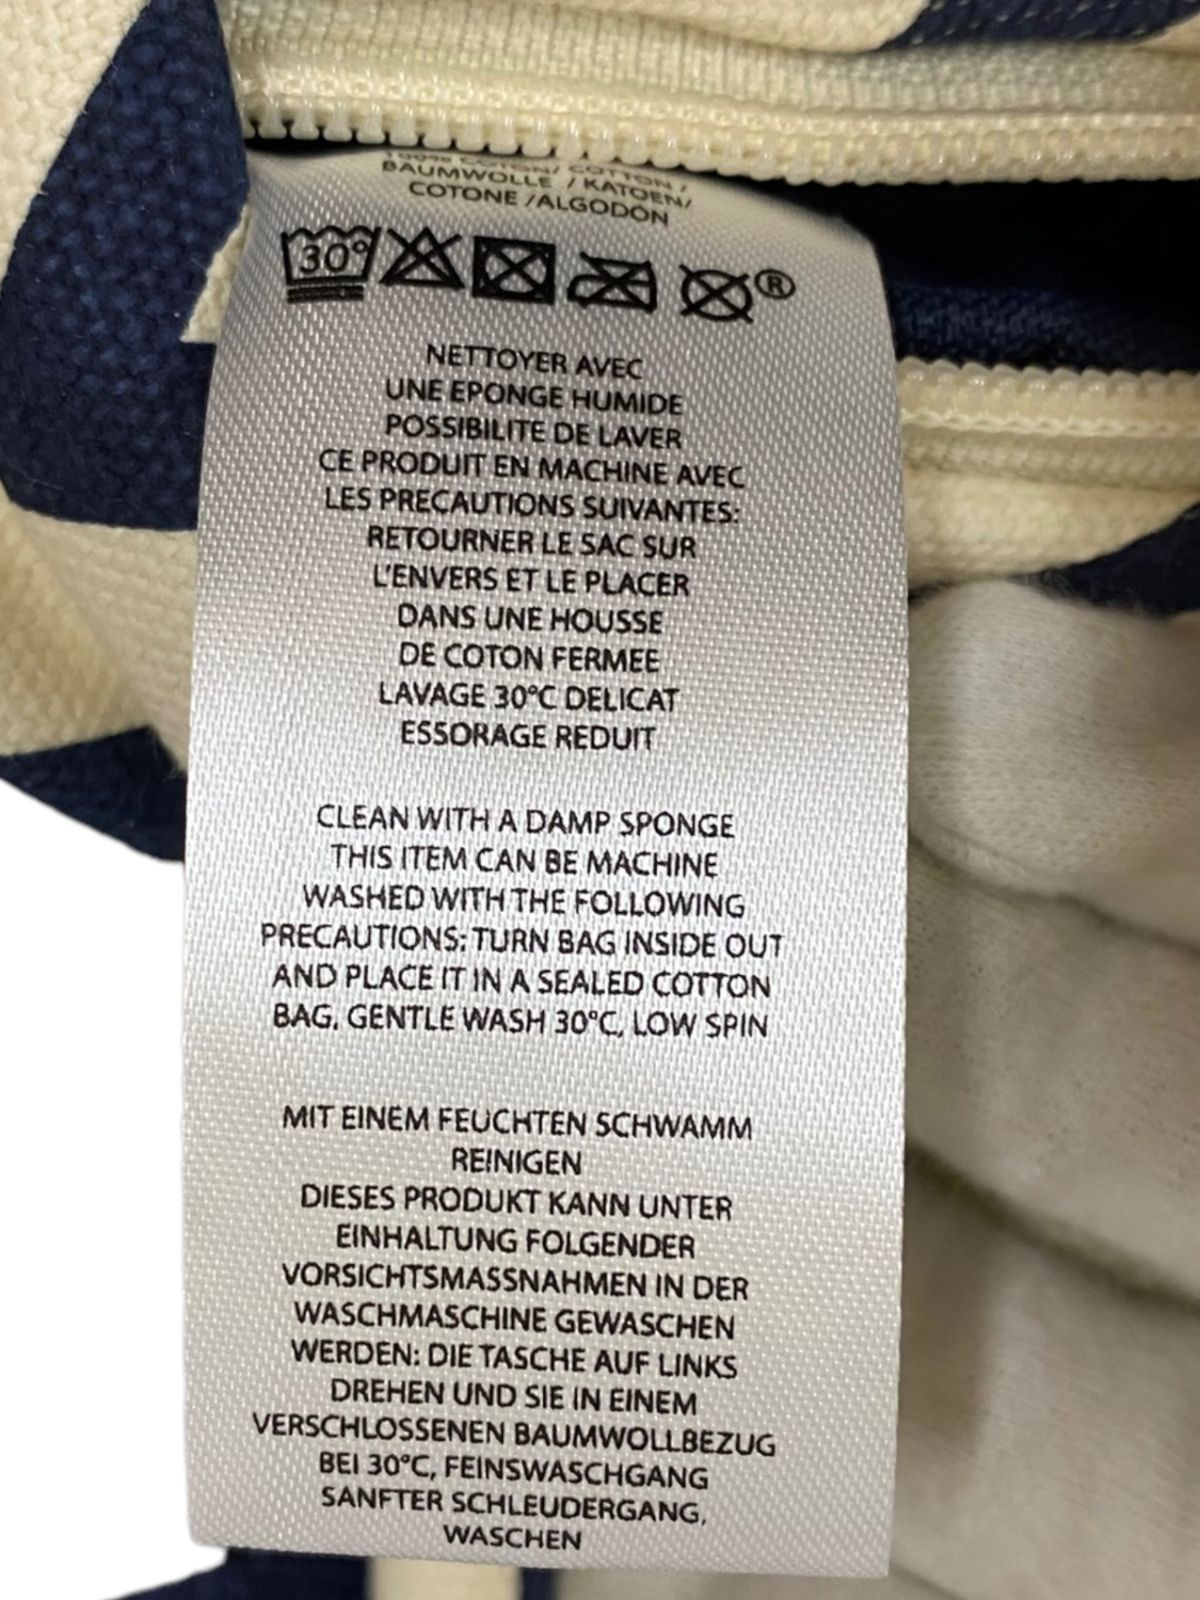 100% COTON/ COTTON /
BAUMWOLLE / KATOEN/
COTONE /ALGODON
30° ®
NETTOYER AVEC
UNE EPONGE HUMIDE
POSSIBILITE DE LAVER
CE PRODUIT EN MACHINE AVEC
LES PRECAUTIONS SUIVANTES:
RETOURNER LE SAC SUR
L'ENVERS ET LE PLACER
DANS UNE HOUSSE
DE COTON FERMEE
LAVAGE 30°C DELICAT
ESSORAGE REDUIT
CLEAN WITH A DAMP SPONGE
THIS ITEM CAN BE MACHINE
WASHED WITH THE FOLLOWING
PRECAUTIONS: TURN BAG INSIDE OUT
AND PLACE IT IN A SEALED COTTON
BAG, GENTLE WASH 30°C, LOW SPIN
MIT EINEM FEUCHTEN SCHWAMM
REINIGEN
DIESES PRODUKT KANN UNTER
EINHALTUNG FOLGENDER
VORSICHTSMASSNAHMEN IN DER
WASCHMASCHINE GEWASCHEN
WERDEN: DIE TASCHE AUF LINKS
DREHEN UND SIE IN EINEM
VERSCHLOSSENEN BAUMWOLLBEZUG
BEI 30°C, FEINSWASCHGANG
SANFTER SCHLEUDERGANG,
WASCHEN